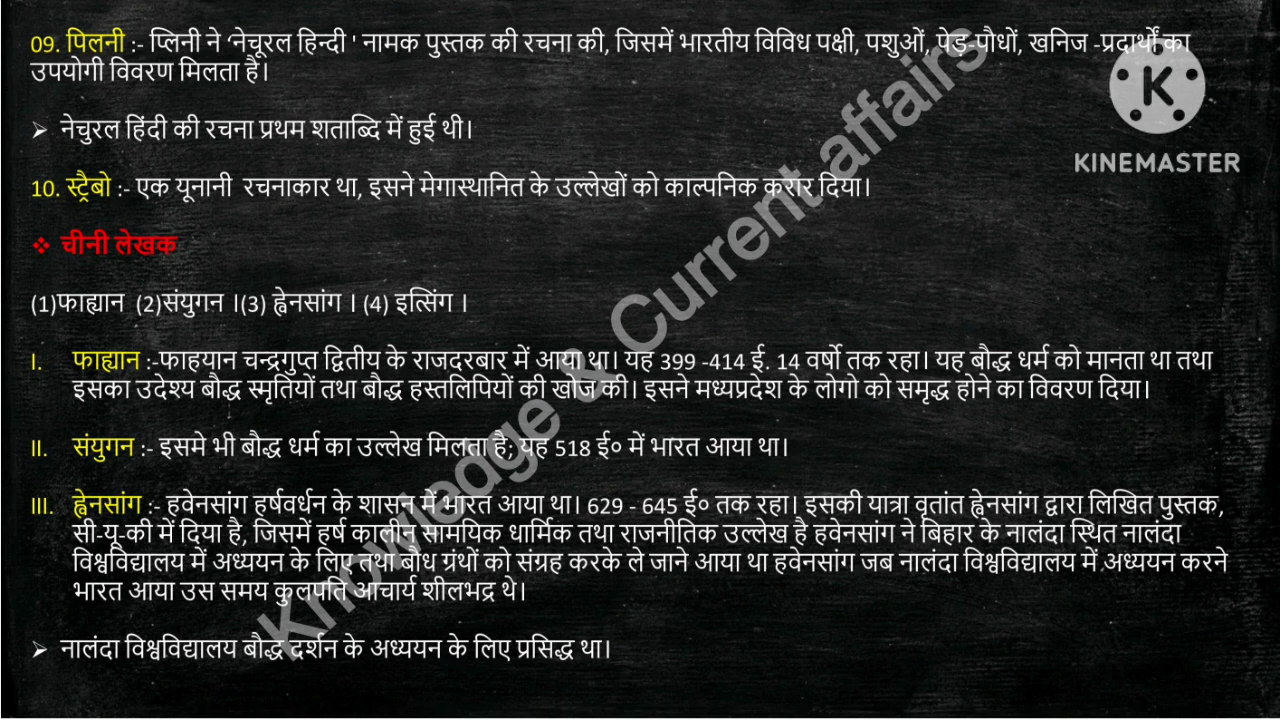 09. पिलनी :- प्लिनी ने ‘नेचूरल हिन्दी ' नामक पुस्तक की रचना की, जिसमें भारतीय विविध पक्षी, पशुओं, पेड़-पौधों, खनिज -प्रदार्थों का
उपयोगी विवरण मिलता है।
➢ नेचुरल हिंदी की रचना प्रथम शताब्दि में हुई थी।
KINEMASTER
10. स्ट्रैबो :- एक यूनानी रचनाकार था, इसने मेगास्थानित के उल्लेखों को काल्पनिक करार दिया।
❖ चीनी लेखक
(1)फाह्यान (2)संयुगन ।(3) ह्वेनसांग । (4) इत्सिंग ।
I. फाह्यान :-फाहयान चन्द्रगुप्त द्वितीय के राजदरबार में आया था। यह 399 -414 ई. 14 वर्षो तक रहा। यह बौद्ध धर्म को मानता था तथा
इसका उदेश्य बौद्ध स्मृतियों तथा बौद्ध हस्तलिपियों की खोज की। इसने मध्यप्रदेश के लोगो को समृद्ध होने का विवरण दिया।
II. संयुगन :- इसमे भी बौद्ध धर्म का उल्लेख मिलता है; यह 518 ई० में भारत आया था।
III. ह्वेनसांग :- हवेनसांग हर्षवर्धन के शासन में भारत आया था। 629 - 645 ई० तक रहा। इसकी यात्रा वृतांत ह्वेनसांग द्वारा लिखित पुस्तक,
सी-यू-की में दिया है, जिसमें हर्ष कालीन सामयिक धार्मिक तथा राजनीतिक उल्लेख है हवेनसांग ने बिहार के नालंदा स्थित नालंदा
विश्वविद्यालय में अध्ययन के लिए तथा बौध ग्रंथों को संग्रह करके ले जाने आया था हवेनसांग जब नालंदा विश्वविद्यालय में अध्ययन करने
भारत आया उस समय कुलपति आचार्य शीलभद्र थे।
➢ नालंदा विश्वविद्यालय बौद्ध दर्शन के अध्ययन के लिए प्रसिद्ध था।
Knowledge & Current affairs